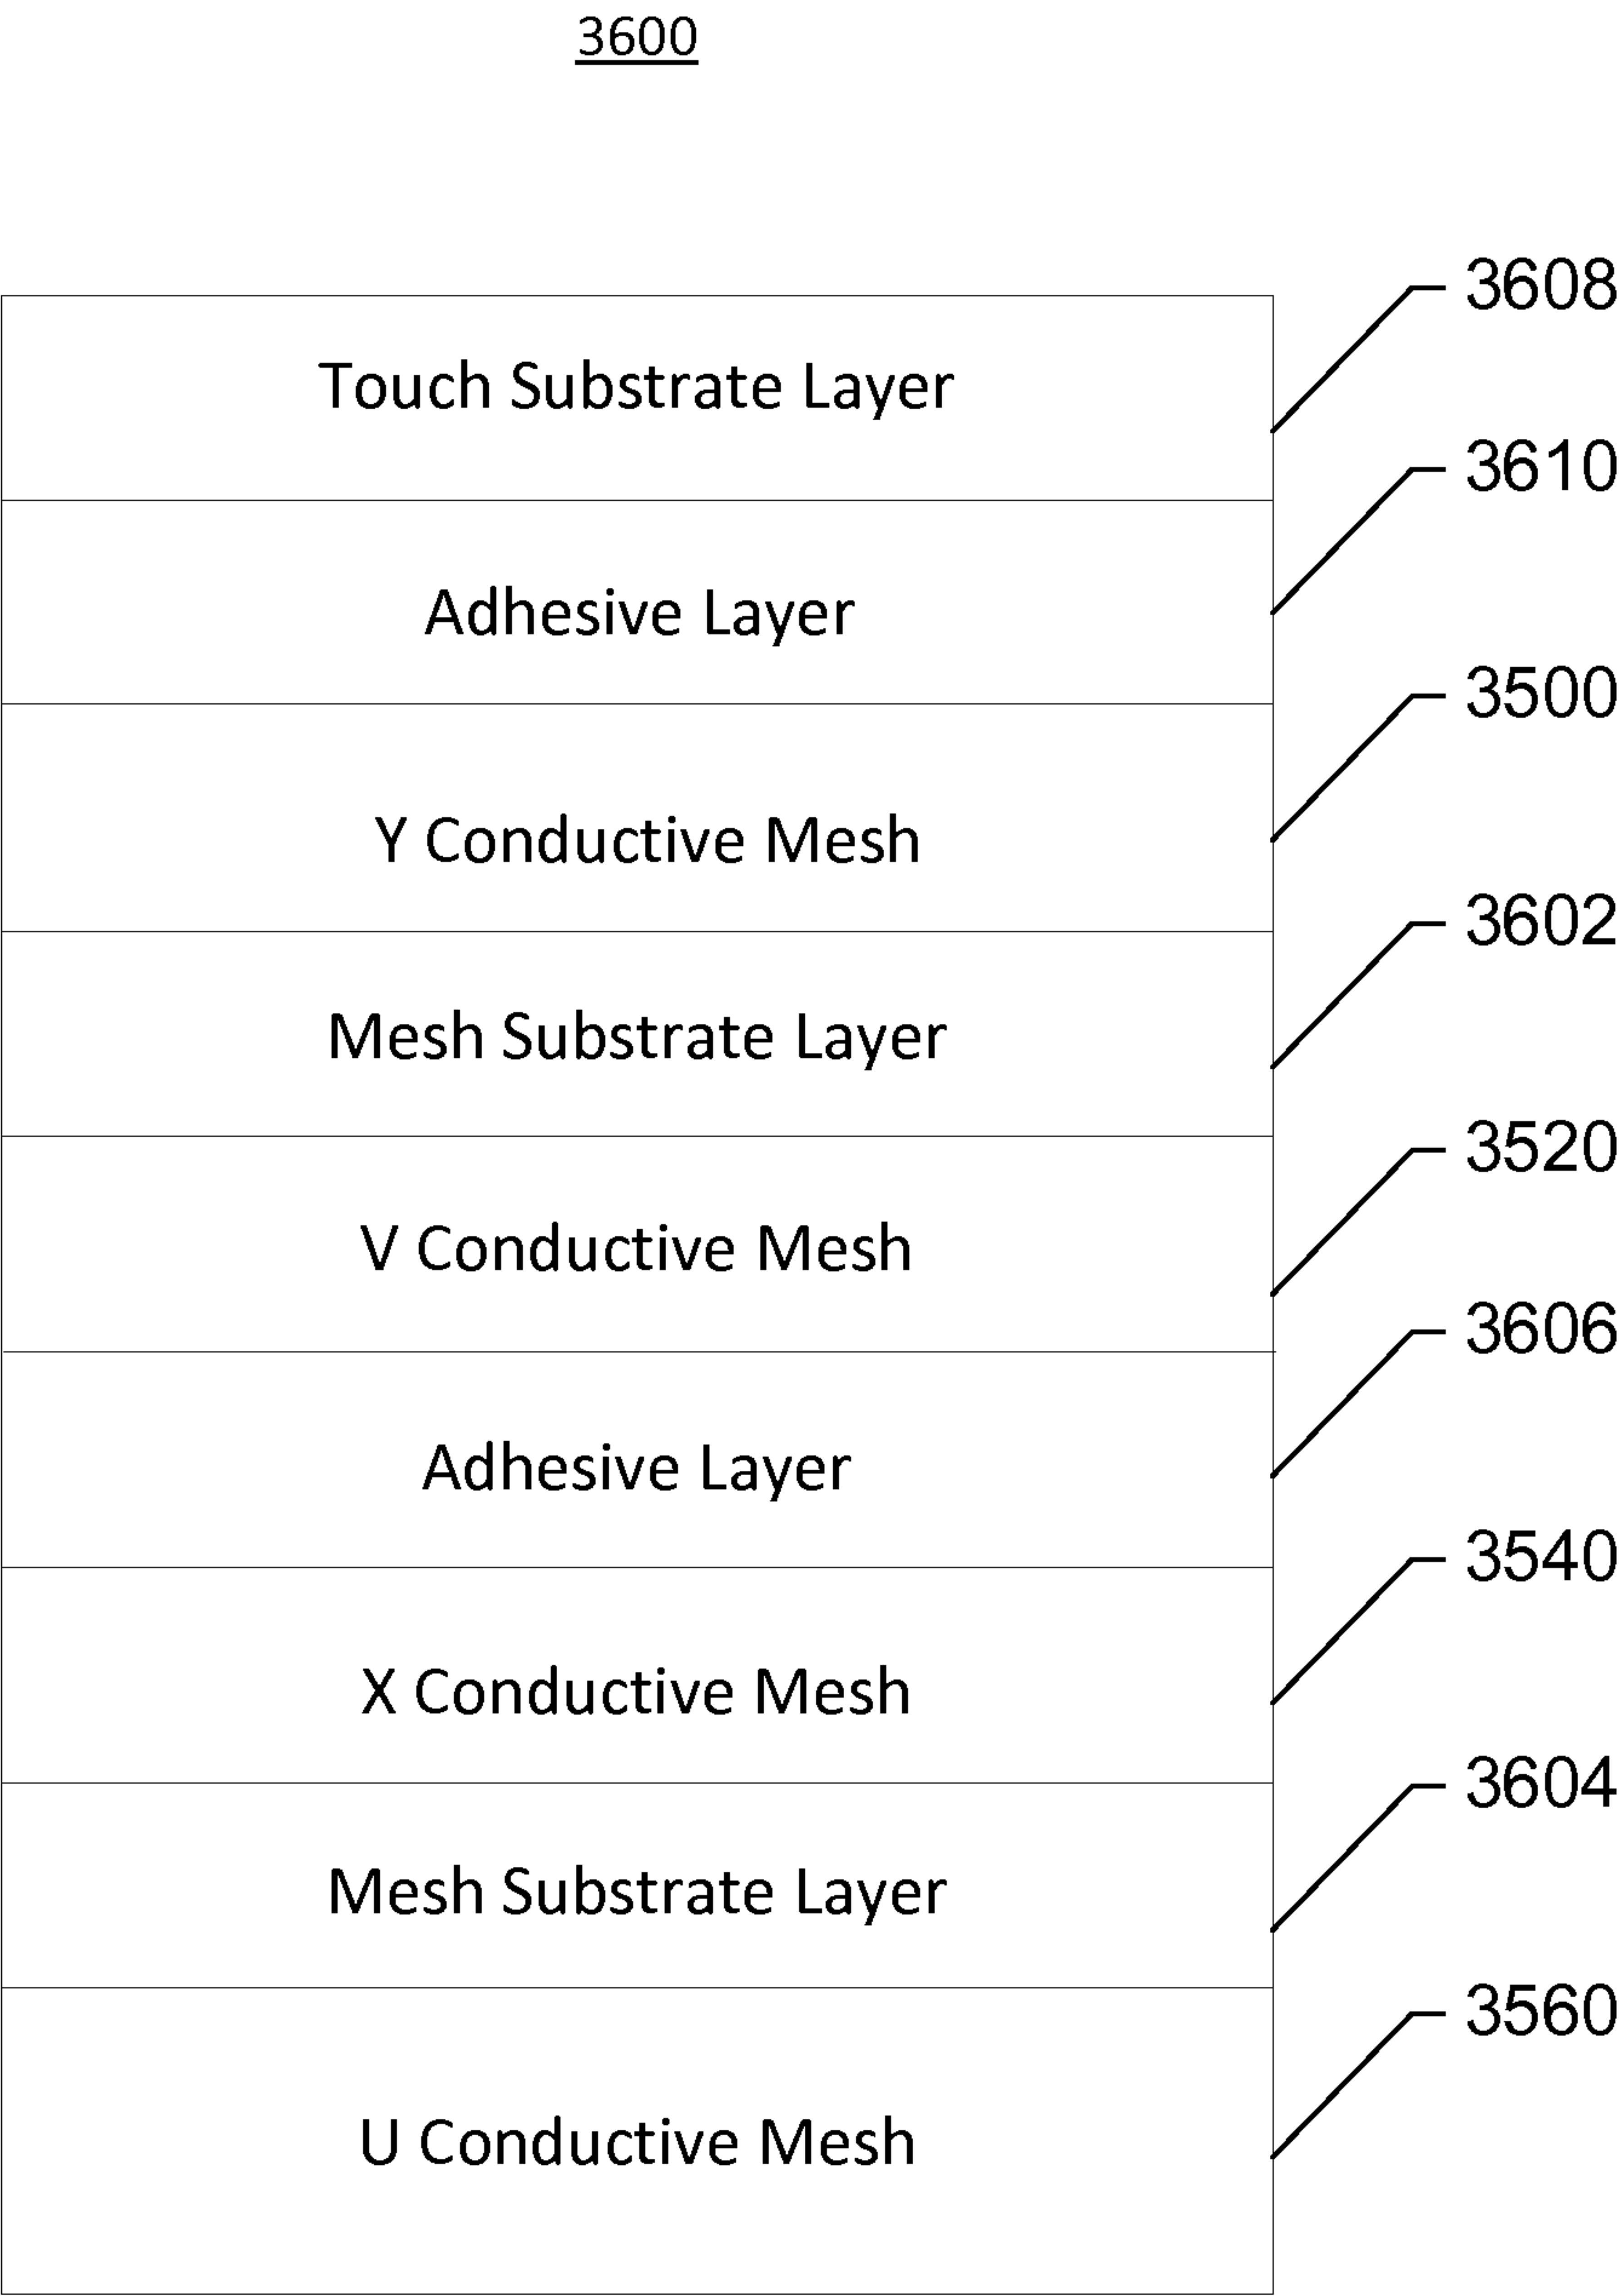 3600
3608
Touch Substrate Layer
3610
Adhesive Layer
3500
Y Conductive Mesh
3602
Mesh Substrate Layer
3520
V Conductive Mesh
3606
Adhesive Layer
3540
X Conductive Mesh
3604
Mesh Substrate Layer
3560
U Conductive Mesh